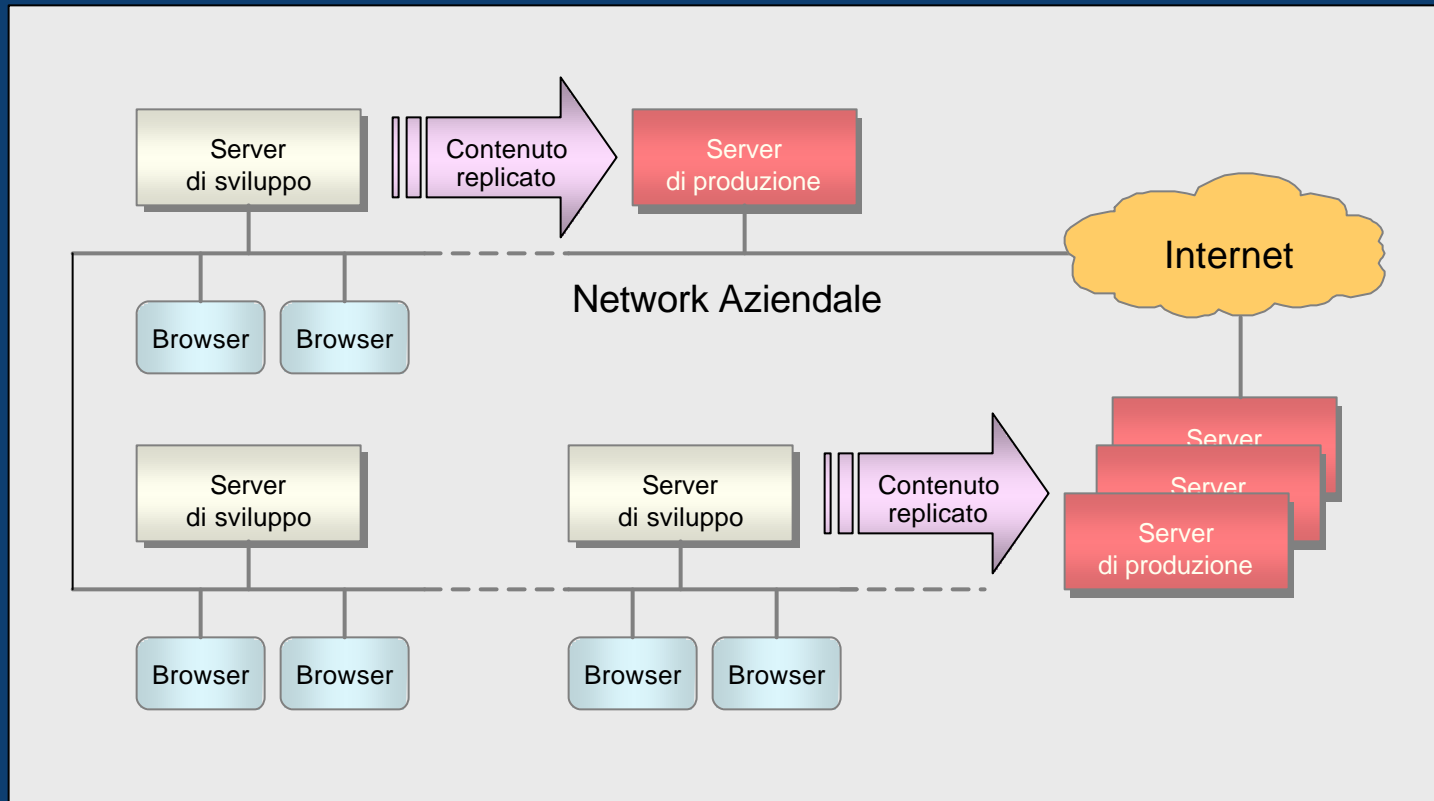 Server
di sviluppo
Contenuto
replicato
Server
di produzione
Internet
Network Aziendale
Browser
Browser
Server
di sviluppo
Server
di sviluppo
Contenuto
replicato
Server
Server
Server
di produzione
Browser
Browser
Browser
Browser